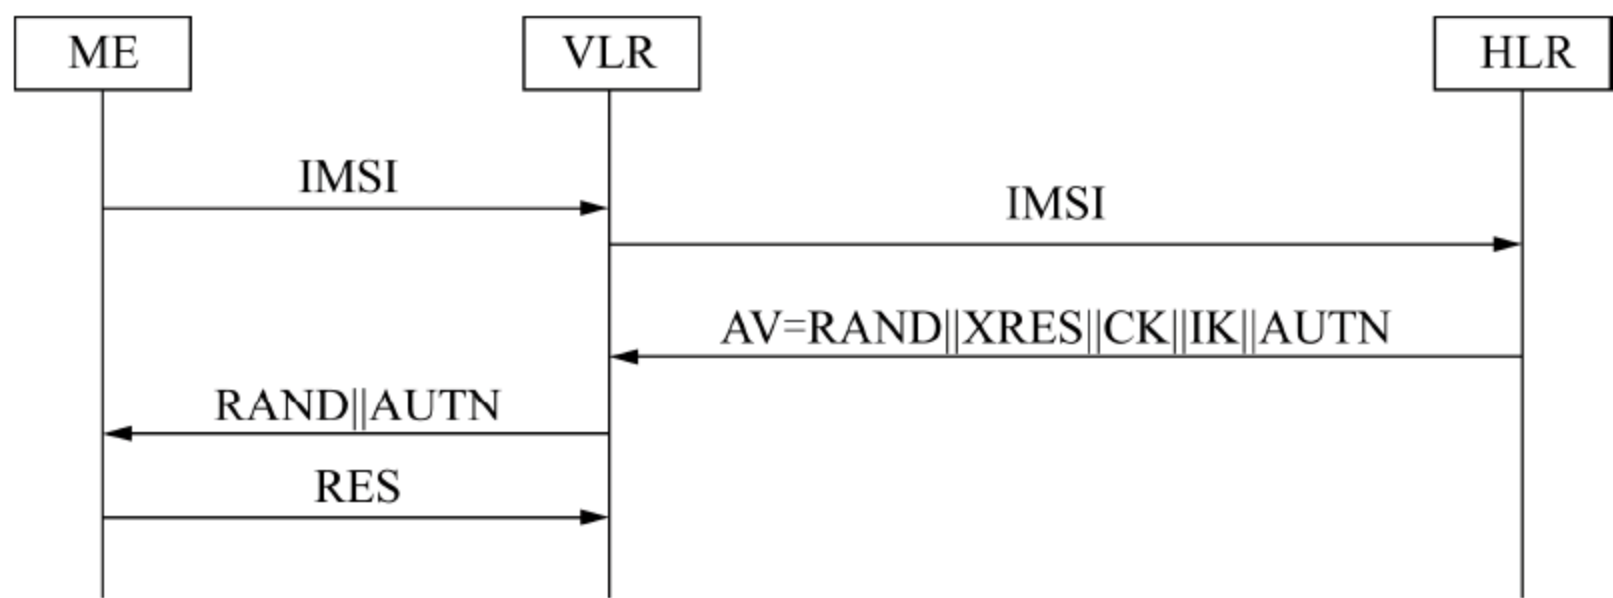 ME
VLR
HLR
IMSI
IMSI
AV=RAND||XRES||CK||IK||AUTN
RAND||AUTN
RES